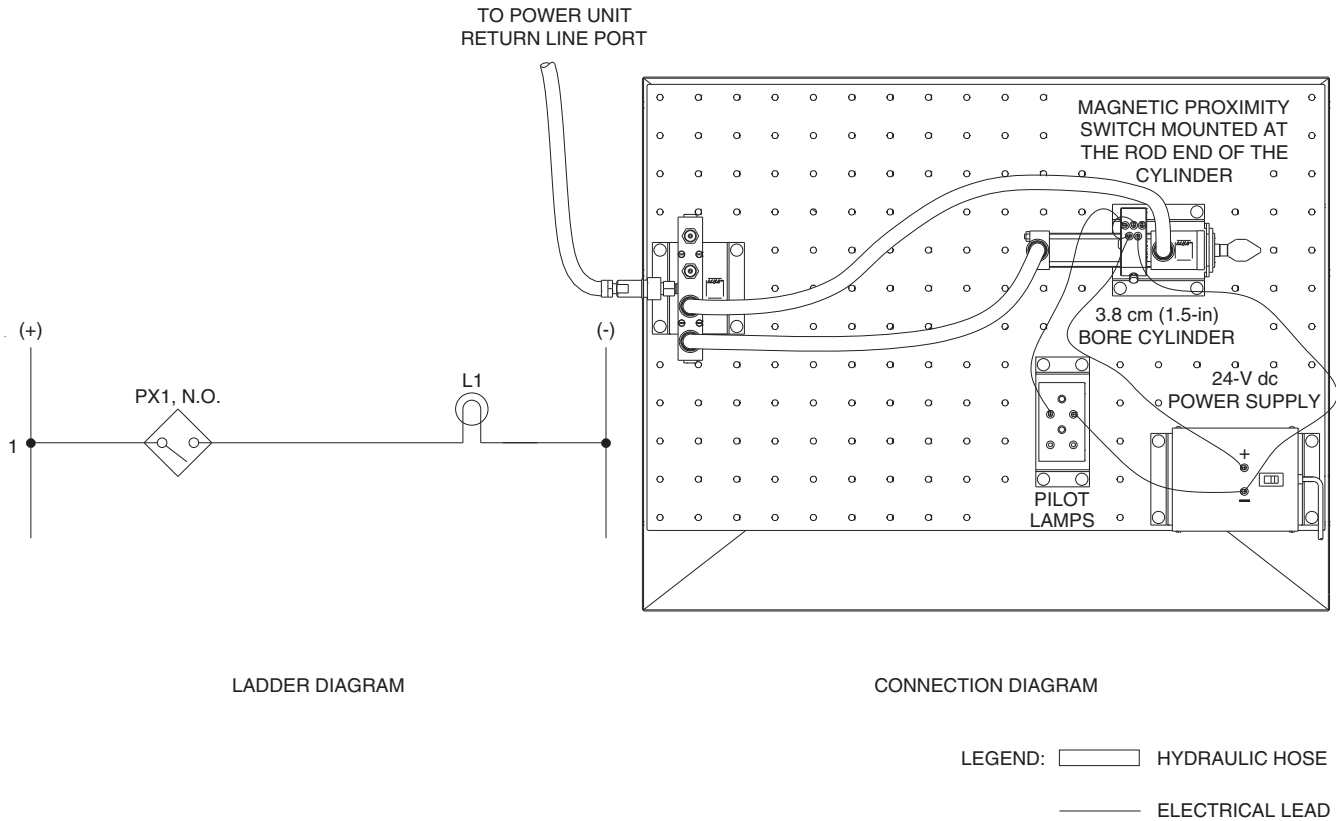 TO POWER UNIT
RETURN LINE PORT
MAGNETIC PROXIMITY
SWITCH MOUNTED AT
THE ROD END OF THE
CYLINDER
3.8 cm (1.5-in)
BORE CYLINDER
24-V dc
POWER SUPPLY
+
−
PILOT
LAMPS
(+)
(-)
PX1, N.O.
L1
1
LADDER DIAGRAM
CONNECTION DIAGRAM
LEGEND:
HYDRAULIC HOSE
ELECTRICAL LEAD